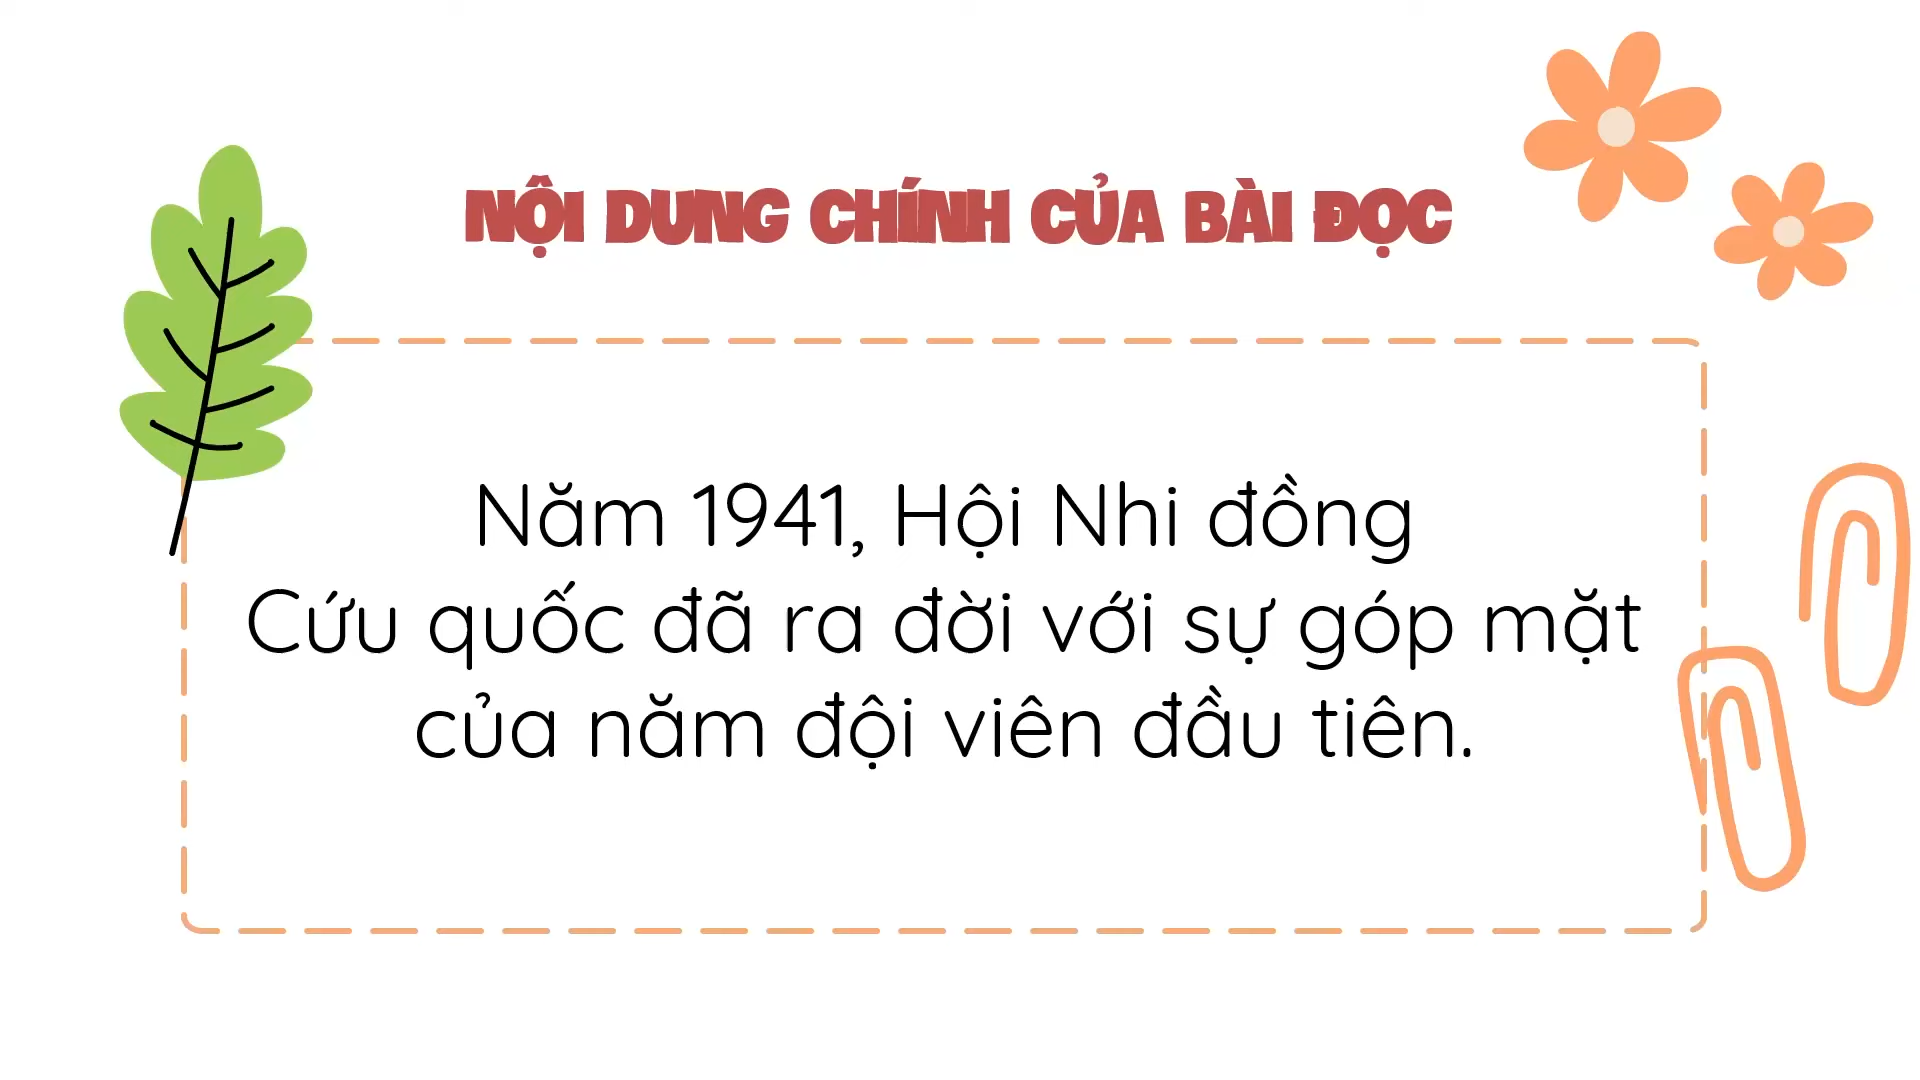 NỘI DUNG CHÍNH CỦA BÀI ĐỌC
Năm 1941, Hội Nhi đồng
Cứu quốc đã ra đời với sự góp mặt
của năm đội viên đầu tiên.